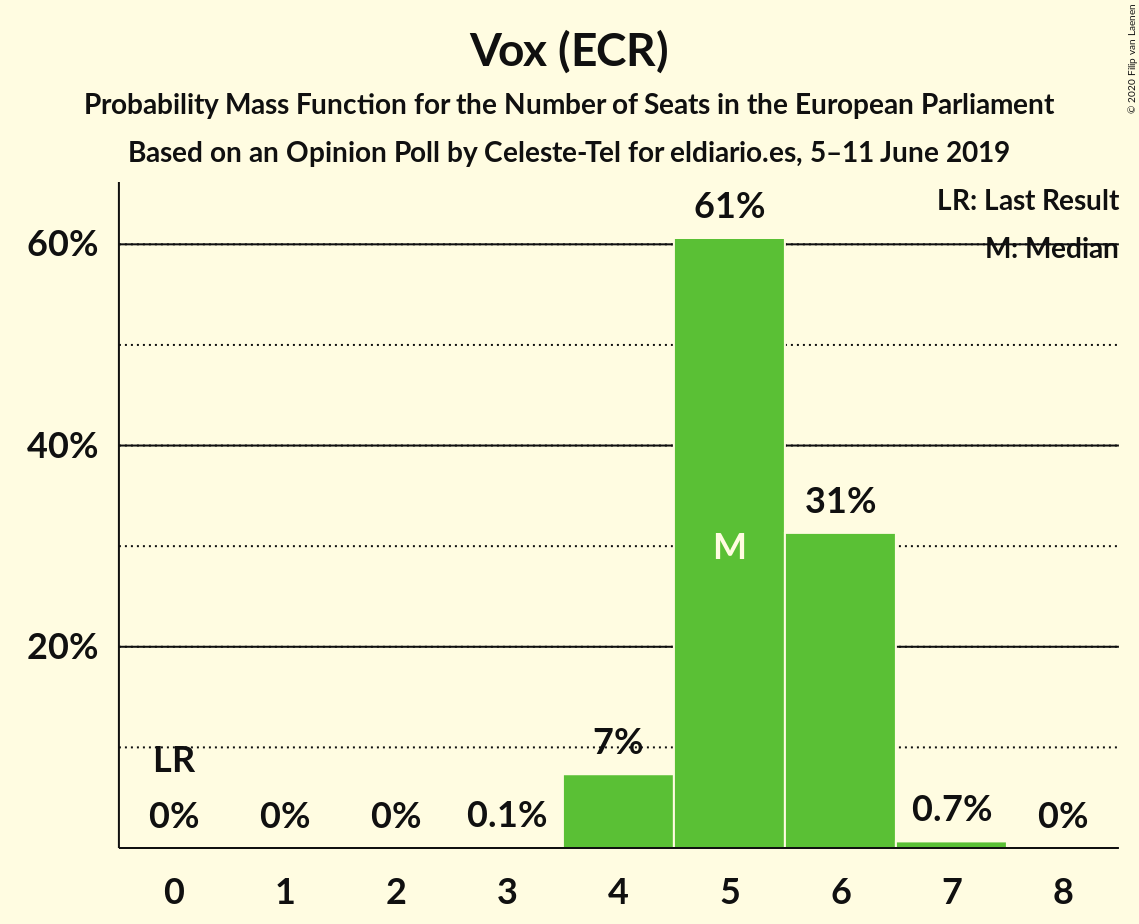 Vox (ECR)
Probability Mass Function for the Number of Seats in the European Parliament
Based on an Opinion Poll by Celeste-Tel for eldiario.es, 5–11 June 2019
© 2020 Filip van Laenen
LR: Last Result
M: Median
60%
40%
20%
61%
31%
M
7%
LR
0%
0%
0%
0.1%
0.7%
0%
0 1 2 3 4 5 6 7 8